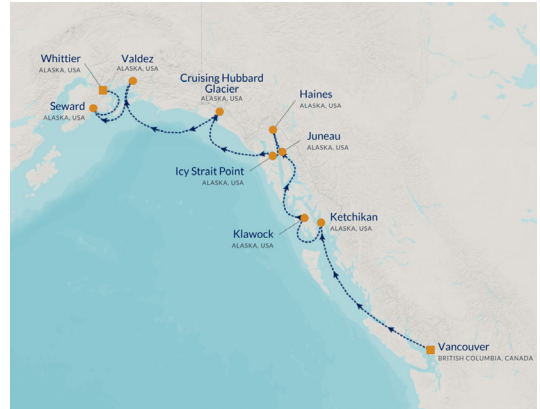 Whittier
ALASKA, USA
Valdez
ALASKA, USA
Cruising Hubbard
Glacier
ALASKA, USA
Seward
ALASKA, USA
Haines
ALASKA, USA
Juneau
ALASKA, USA
Icy Strait Point
ALASKA, USA
Klawock
ALASKA, USA
Ketchikan
ALASKA, USA
Vancouver
BRITISH COLUMBIA, CANADA